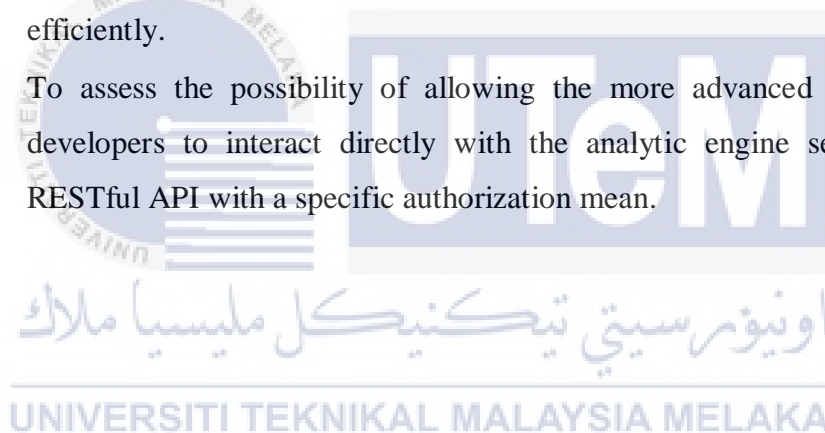 efficiently.
To assess the possibility of allowing the more advanced
developers to interact directly with the analytic engine
RESTful API with a specific authorization mean.
UTeM
اونيۏرسيتي تيكنيكل مليسيا ملاك
UNIVERSITI TEKNIKAL MALAYSIA MELAKA